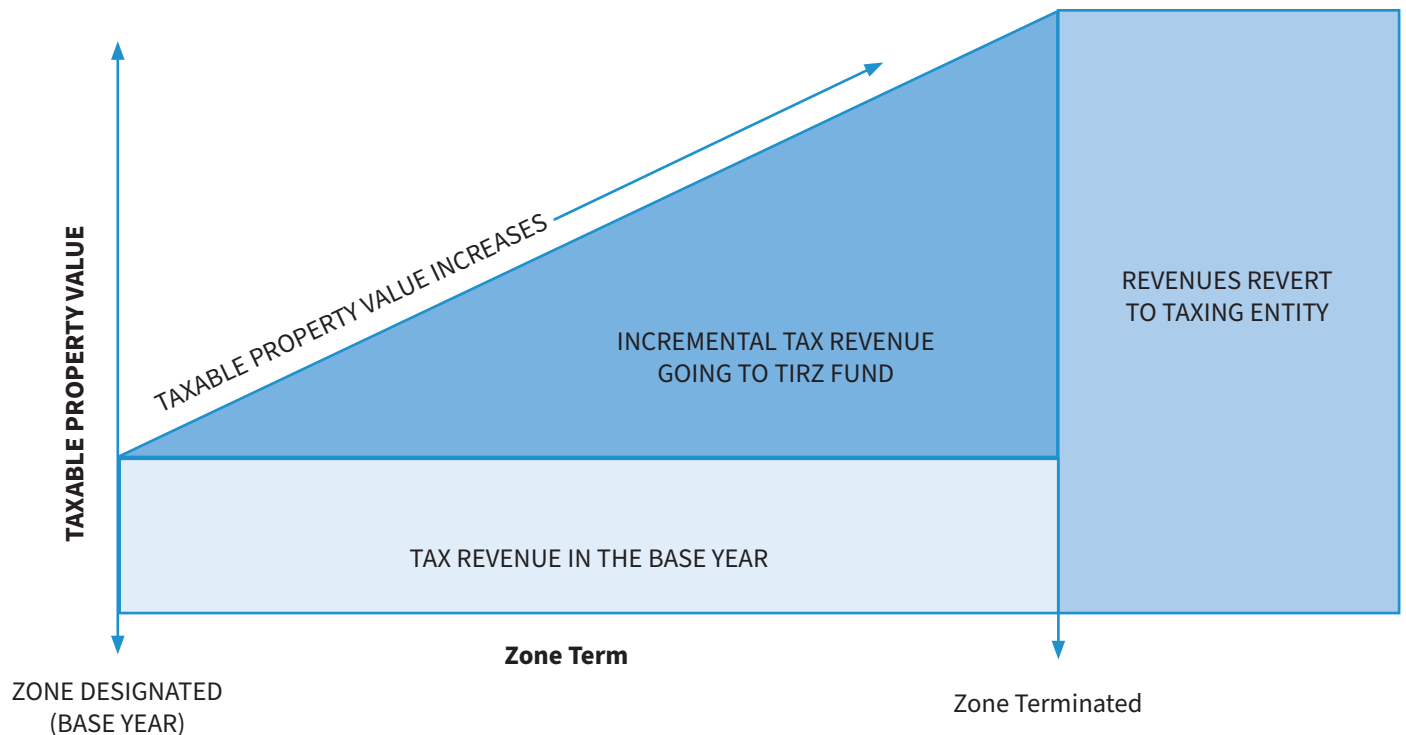 TAXABLE PROPERTY VALUE
TAXABLE PROPERTY VALUE INCREASES
INCREMENTAL TAX REVENUE
GOING TO TIRZ FUND
REVENUES REVERT
TO TAXING ENTITY
TAX REVENUE IN THE BASE YEAR
Zone Term
ZONE DESIGNATED
(BASE YEAR)
Zone Terminated